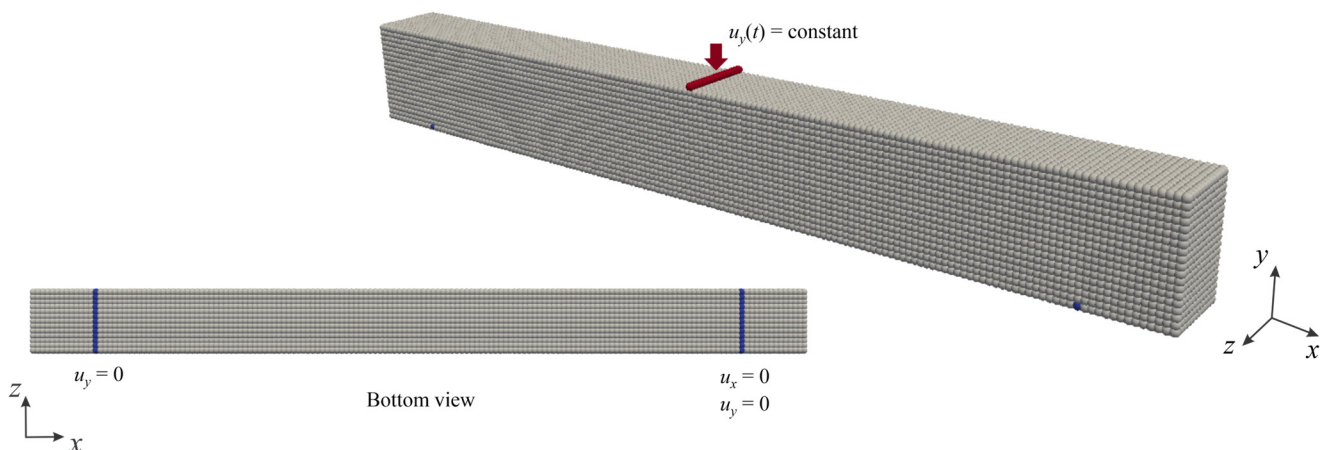 u_y(t) = constant
y
z
x
u_y = 0
u_x = 0
u_y = 0
Bottom view
z
x